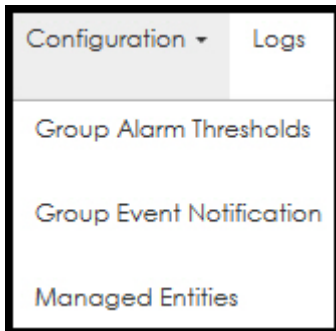 Configuration Logs
Group Alarm Thresholds
Group Event Notification
Managed Entities